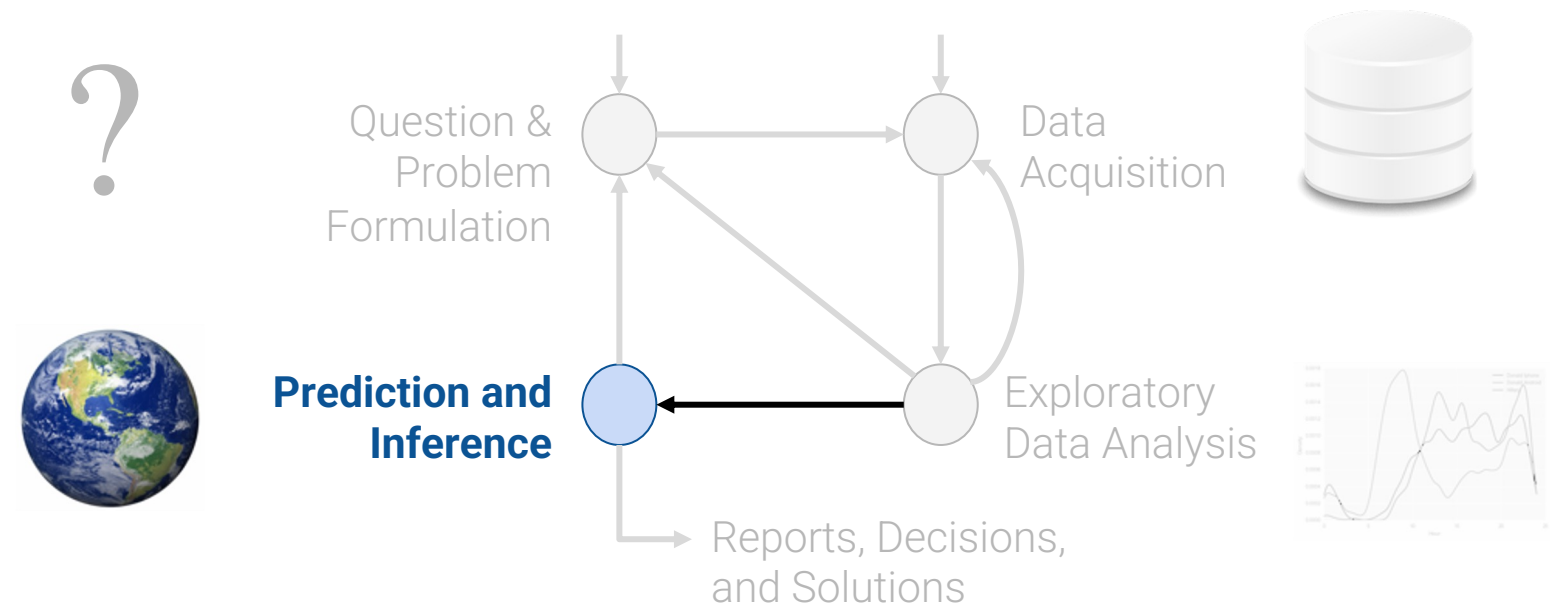 ?
Question &
Problem
Formulation
Data
Acquisition
Prediction and
Inference
Exploratory
Data Analysis
Reports, Decisions,
and Solutions